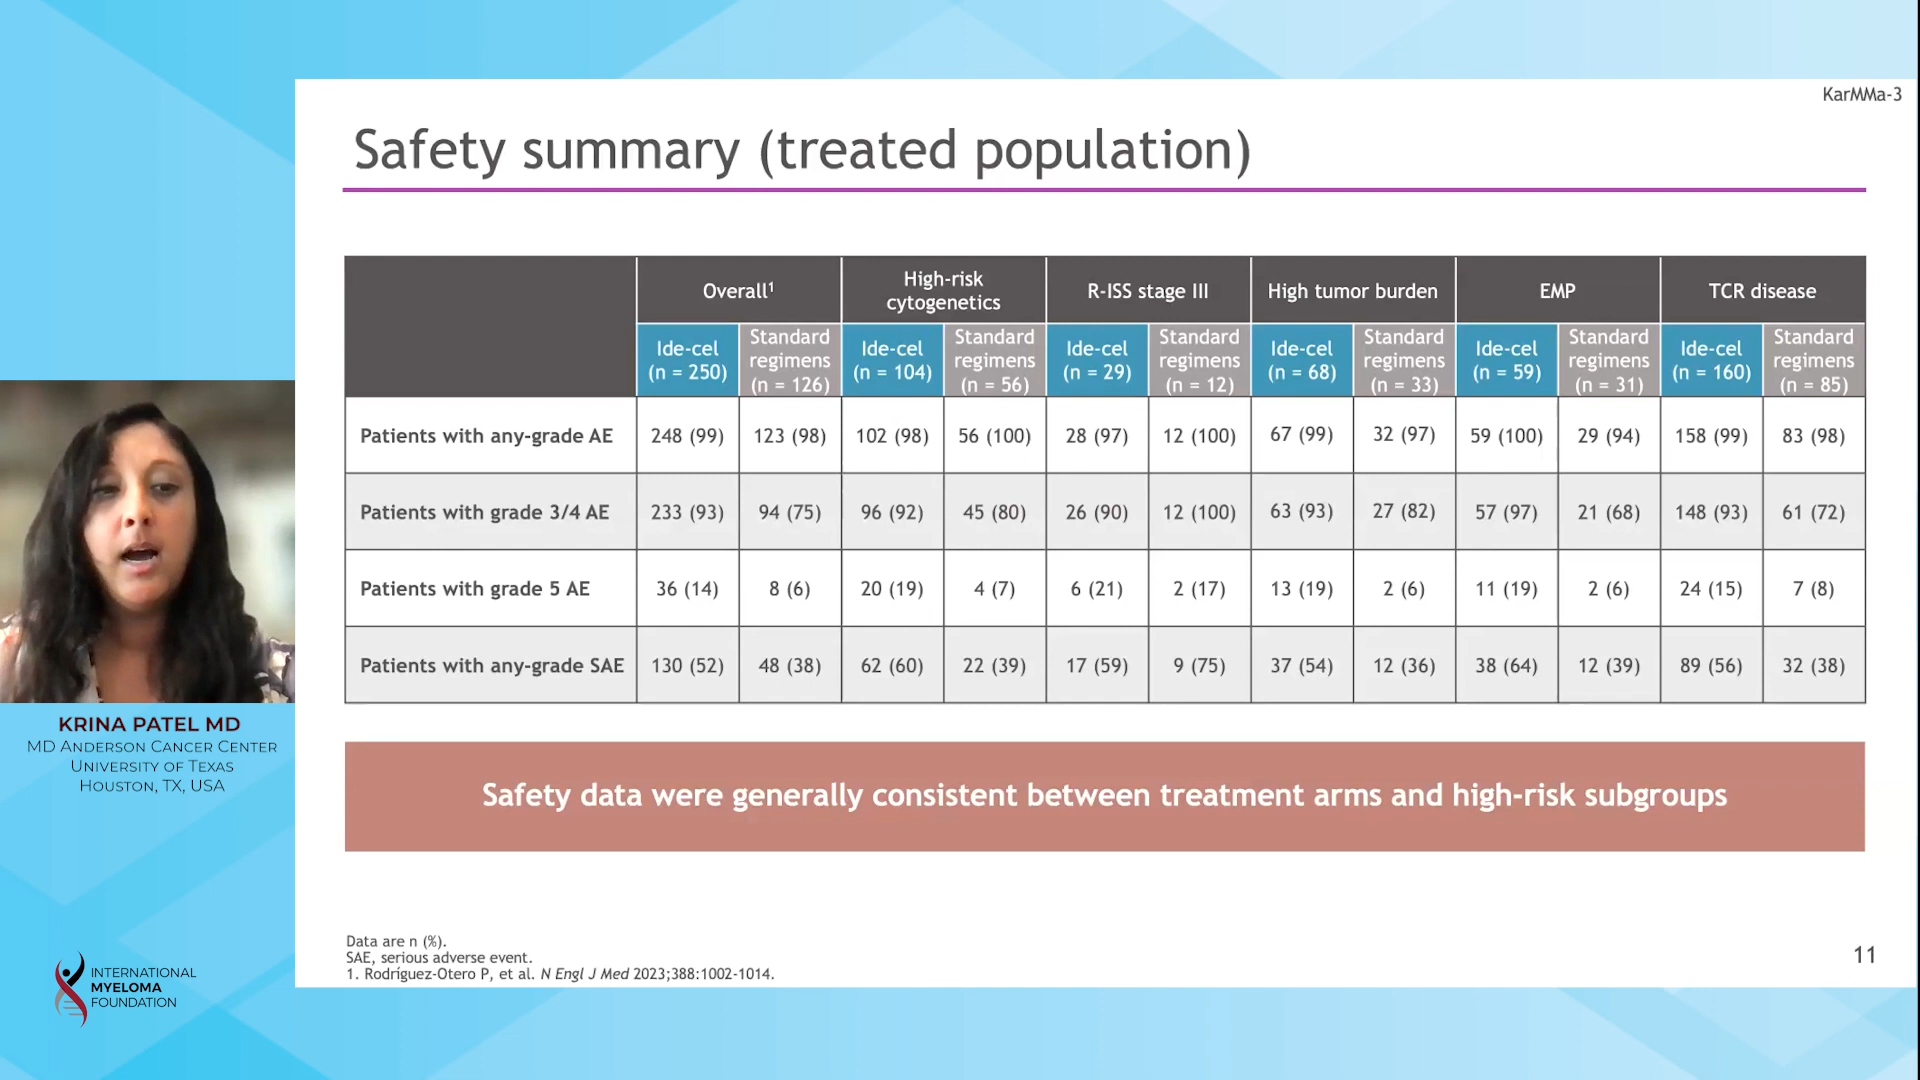 KarMMa-3
Safety summary (treated population)
Overall¹
High-risk
cytogenetics
R-ISS stage III
High tumor burden
EMP
TCR disease
Ide-cel
(n = 250)
Standard
regimens
(n = 126)
Ide-cel
(n = 104)
Standard
regimens
(n = 56)
Ide-cel
(n = 29)
Standard
regimens
(n = 12)
Ide-cel
(n = 68)
Standard
regimens
(n = 33)
Ide-cel
(n = 59)
Standard
regimens
(n = 31)
Ide-cel
(n = 160)
Standard
regimens
(n = 85)
Patients with any-grade AE 248 (99) 123 (98) 102 (98) 56 (100) 28 (97) 12 (100) 67 (99) 32 (97) 59 (100) 29 (94) 158 (99) 83 (98)
Patients with grade 3/4 AE 233 (93) 94 (75) 96 (92) 45 (80) 26 (90) 12 (100) 63 (93) 27 (82) 57 (97) 21 (68) 148 (93) 61 (72)
Patients with grade 5 AE 36 (14) 8 (6) 20 (19) 4 (7) 6 (21) 2 (17) 13 (19) 2 (6) 11 (19) 2 (6) 24 (15) 7 (8)
Patients with any-grade SAE 130 (52) 48 (38) 62 (60) 22 (39) 17 (59) 9 (75) 37 (54) 12 (36) 38 (64) 12 (39) 89 (56) 32 (38)
Safety data were generally consistent between treatment arms and high-risk subgroups
Data are n (%).
SAE, serious adverse event.
1. Rodríguez-Otero P, et al. N Engl J Med 2023;388:1002-1014.
11
KRINA PATEL MD
MD ANDERSON CANCER CENTER
UNIVERSITY OF TEXAS
HOUSTON, TX, USA
INTERNATIONAL
MYELOMA
FOUNDATION